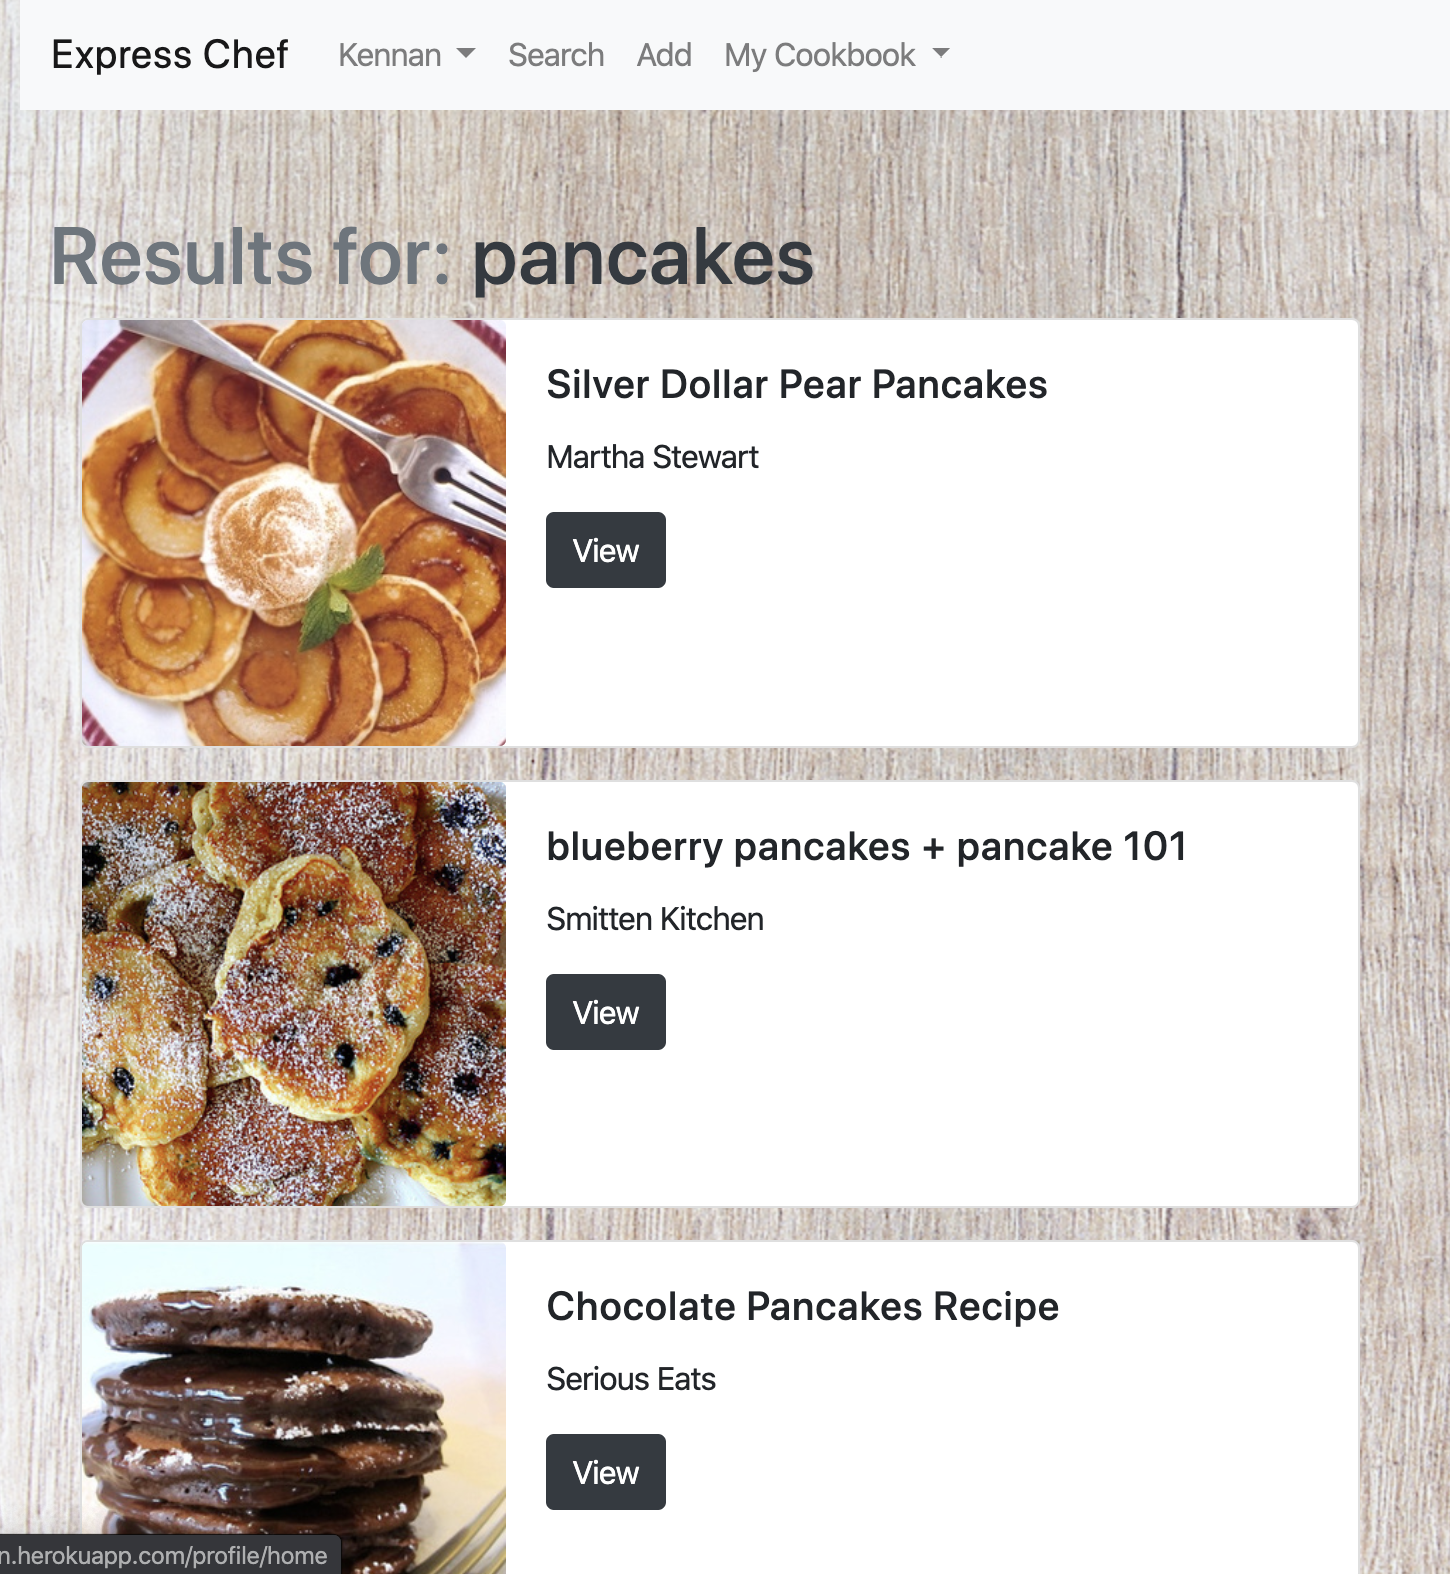 Express Chef Kennan Search Add My Cookbook
Results for: pancakes
Silver Dollar Pear Pancakes
Martha Stewart
View
blueberry pancakes + pancake 101
Smitten Kitchen
View
Chocolate Pancakes Recipe
Serious Eats
View
n.herokuapp.com/profile/home